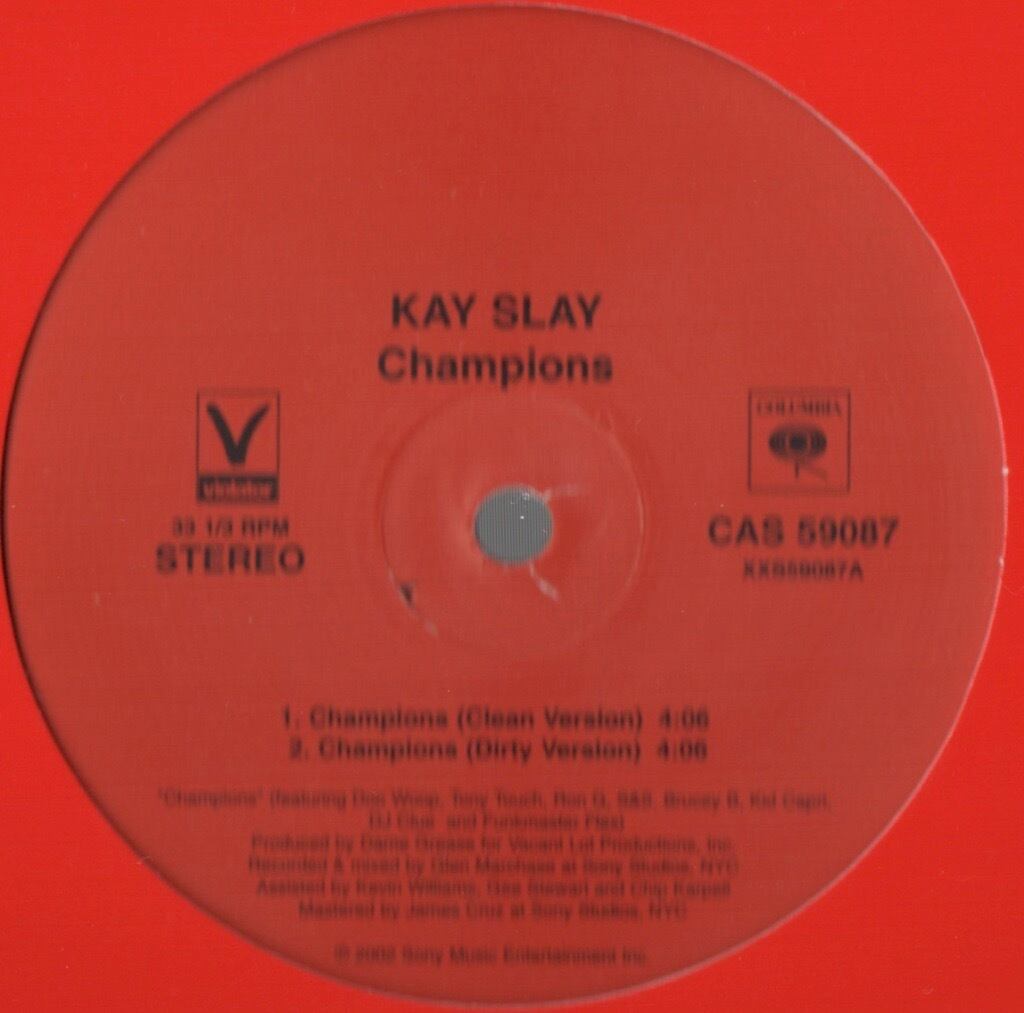 KAY SLAY
Champions
COLUMBIA
violator
33 1/3 RPM
STEREO
CAS 59087
XXS59087A
1. Champions (Clean Version) 4:06
2. Champions (Dirty Version) 4:06
"Champions" (featuring Doo Wop, Tony Touch, Ron G, S&S, Brucey B, Kid Capri,
DJ Clue and Funkmaster Flex)
Produced by Dame Grease for Vacant Lot Productions, Inc.
Recorded & mixed by Glen Marchese at Sony Studios, NYC
Assisted by Kevin Williams, Gee Stewart and Chip Karpell
Mastered by James Cruz at Sony Studios, NYC
2002 Sony Music Entertainment Inc.